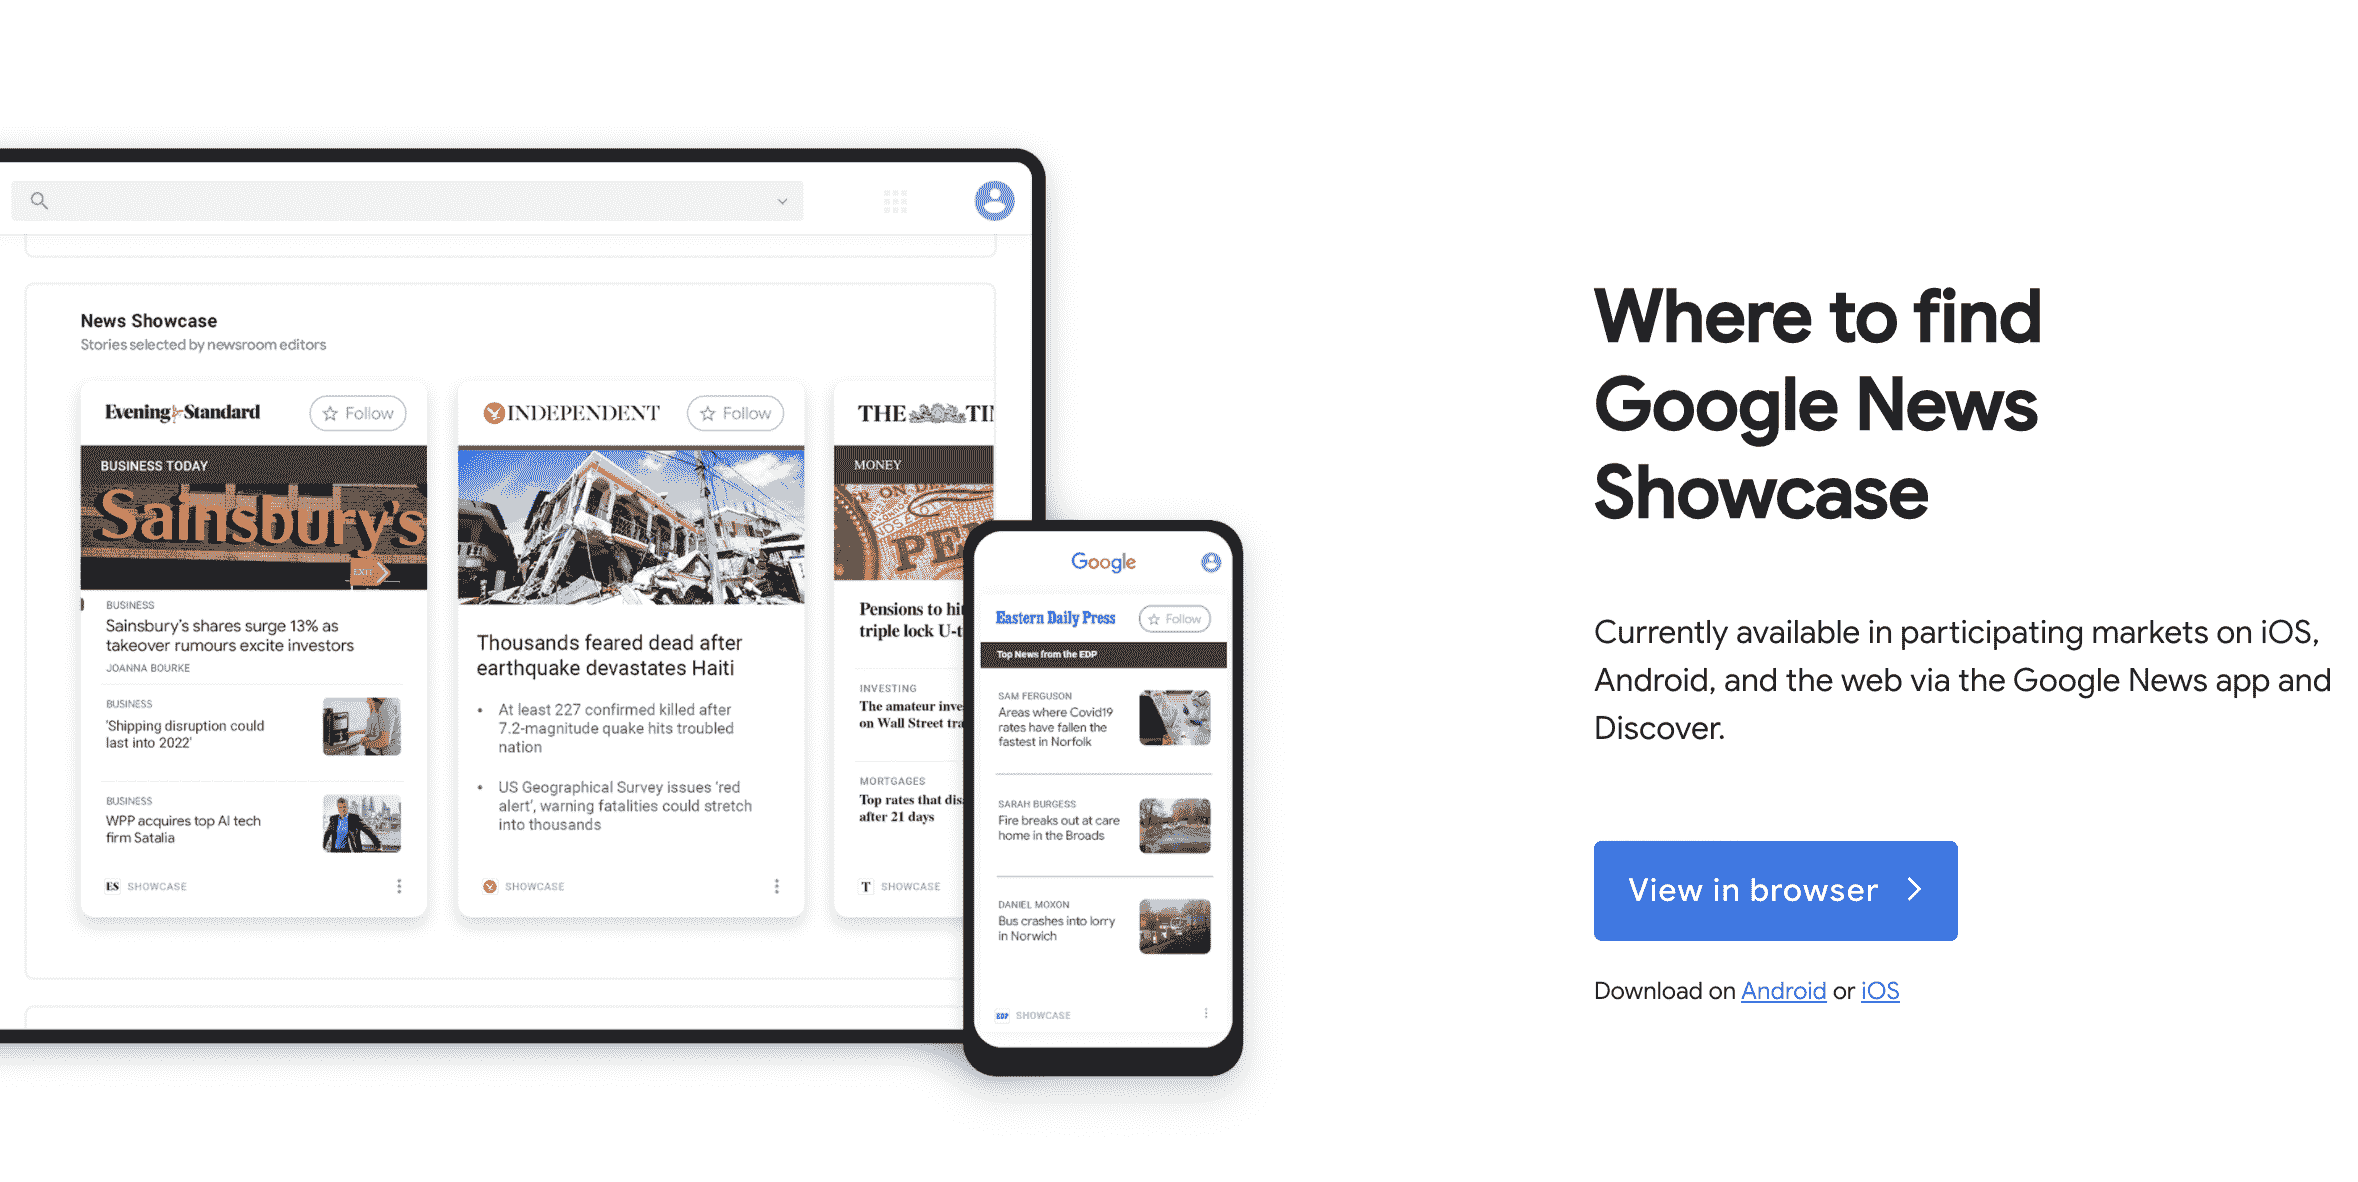 News Showcase
Stories selected by newsroom editors
Evening Standard
Follow
BUSINESS TODAY
Sainsbury's
EXIT
BUSINESS
Sainsbury's shares surge 13% as
takeover rumours excite investors
JOANNA BOURKE
BUSINESS
'Shipping disruption could
last into 2022'
BUSINESS
WPP acquires top AI tech
firm Satalia
ES SHOWCASE
INDEPENDENT
Follow
Thousands feared dead after
earthquake devastates Haiti
• At least 227 confirmed killed after
7.2-magnitude quake hits troubled
nation
• US Geographical Survey issues 'red
alert', warning fatalities could stretch
into thousands
SHOWCASE
THE TI
MONEY
PE
Pensions to hi
triple lock U-t
INVESTING
The amateur inve
on Wall Street tra
MORTGAGES
Top rates that dis
after 21 days
T SHOWCASE
Google
Eastern Daily Press
Follow
Top News from the EDP
SAM FERGUSON
Areas where Covid19
rates have fallen the
fastest in Norfolk
SARAH BURGESS
Fire breaks out at care
home in the Broads
DANIEL MOXON
Bus crashes into lorry
in Norwich
EDP SHOWCASE
Where to find
Google News
Showcase
Currently available in participating markets on iOS,
Android, and the web via the Google News app and
Discover.
View in browser
Download on Android or iOS